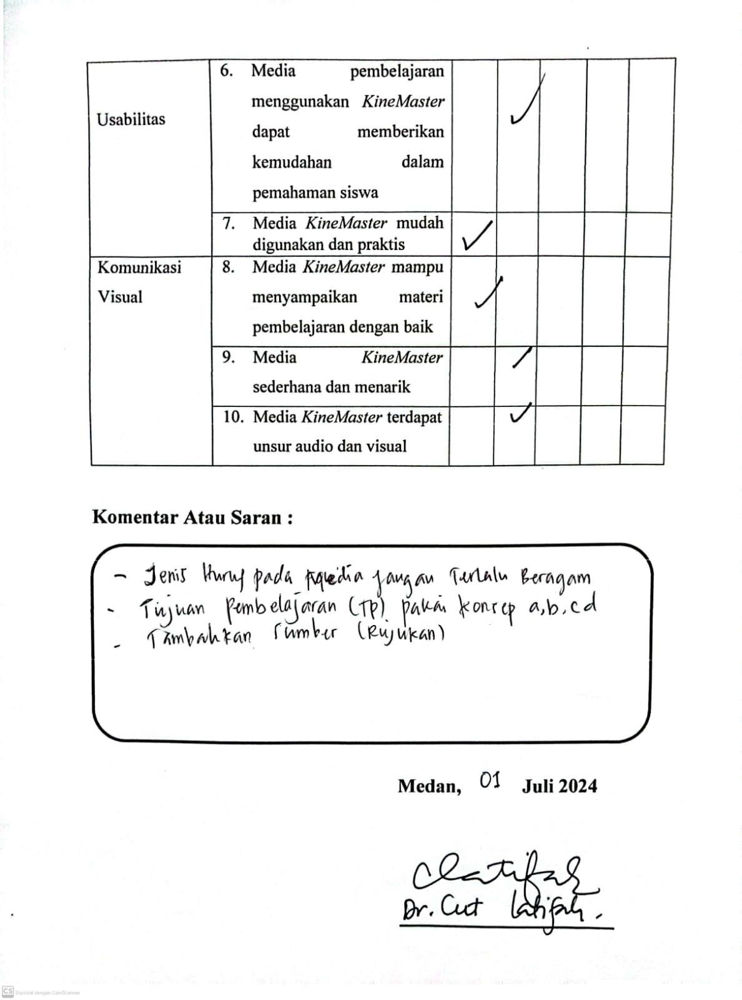 Usabilitas
6. Media pembelajaran
menggunakan KineMaster
dapat memberikan
kemudahan dalam
pemahaman siswa
7. Media KineMaster mudah
digunakan dan praktis
Komunikasi
Visual
8. Media KineMaster mampu
menyampaikan materi
pembelajaran dengan baik
9. Media KineMaster
sederhana dan menarik
10. Media KineMaster terdapat
unsur audio dan visual
Komentar Atau Saran :
- Jenis Huruf pada media jangan Terlalu Beragam
- Tujuan Pembelajaran (TP) pakai konsep a,b,cd
- Tambahkan Sumber (Rujukan)
Medan, 01 Juli 2024
Clatifah
Dr. Cut Latifah.
CS Dipindai dengan CamScanner